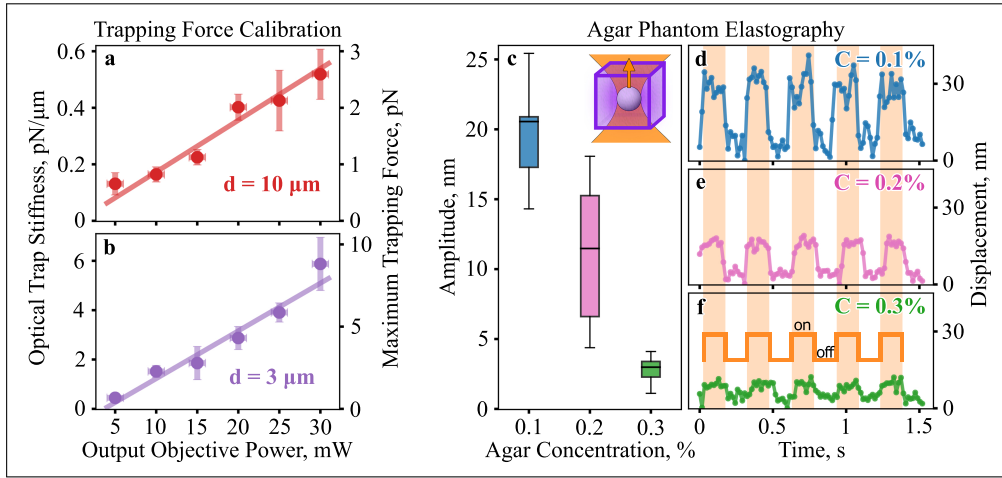 Trapping Force Calibration
a
0.6
0.4
0.2
0
3
2
1
0
d = 10 μm
b
6
4
2
0
10
5
0
d = 3 μm
5 10 15 20 25 30
Output Objective Power, mW
Optical Trap Stiffness, pN/μm
Maximum Trapping Force, pN
Agar Phantom Elastography
c
25
20
15
10
5
0
Amplitude, nm
0.1 0.2 0.3
Agar Concentration, %
d
C = 0.1%
30
0
e
C = 0.2%
30
0
f
C = 0.3%
on
off
30
0
0 0.5 1 1.5
Time, s
Displacement, nm